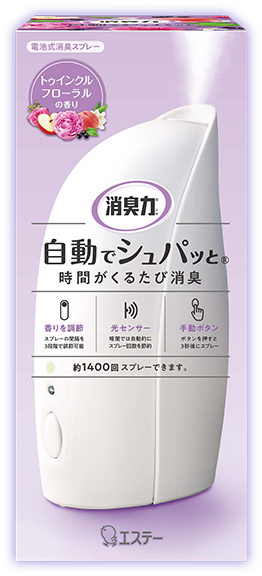 電池式消臭スプレー
トゥインクル
フローラル
の香り
消臭力®
自動でシュパッと®
時間がくるたび消臭
香りを調節
スプレーの間隔を
3段階で調節可能
光センサー
暗闇では自動的に
スプレー回数を節約
手動ボタン
ボタンを押すと
3秒後にスプレー
約1400回スプレーできます。
エステー